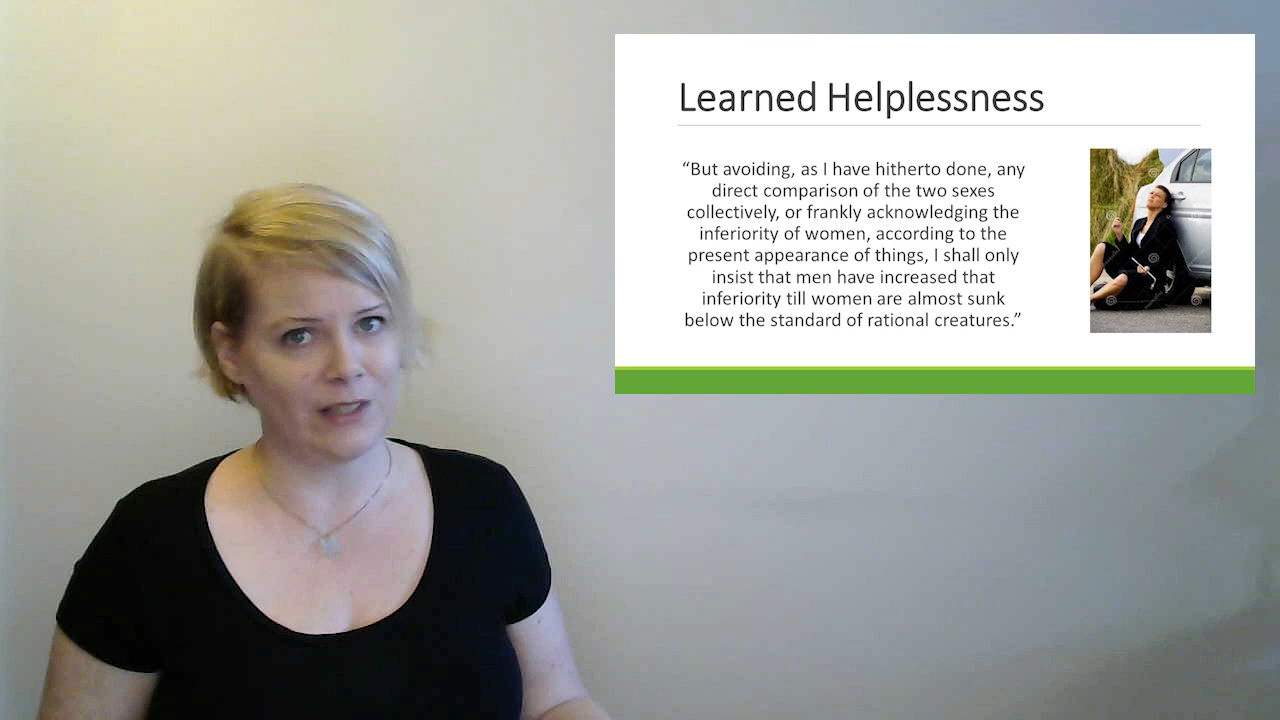 Learned Helplessness
“But avoiding, as I have hitherto done, any
direct comparison of the two sexes
collectively, or frankly acknowledging the
inferiority of women, according to the
present appearance of things, I shall only
insist that men have increased that
inferiority till women are almost sunk
below the standard of rational creatures.”